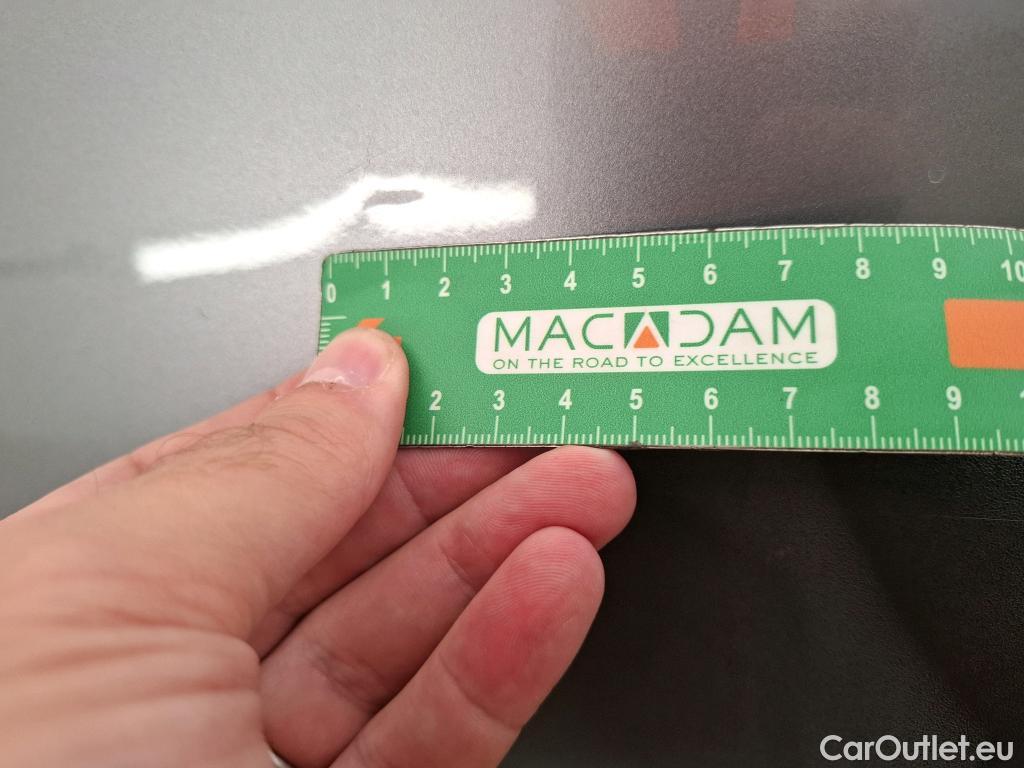 0 1 2 3 4 5 6 7 8 9 10
MACADAM
ON THE ROAD TO EXCELLENCE
2 3 4 5 6 7 8 9
CarOutlet.eu